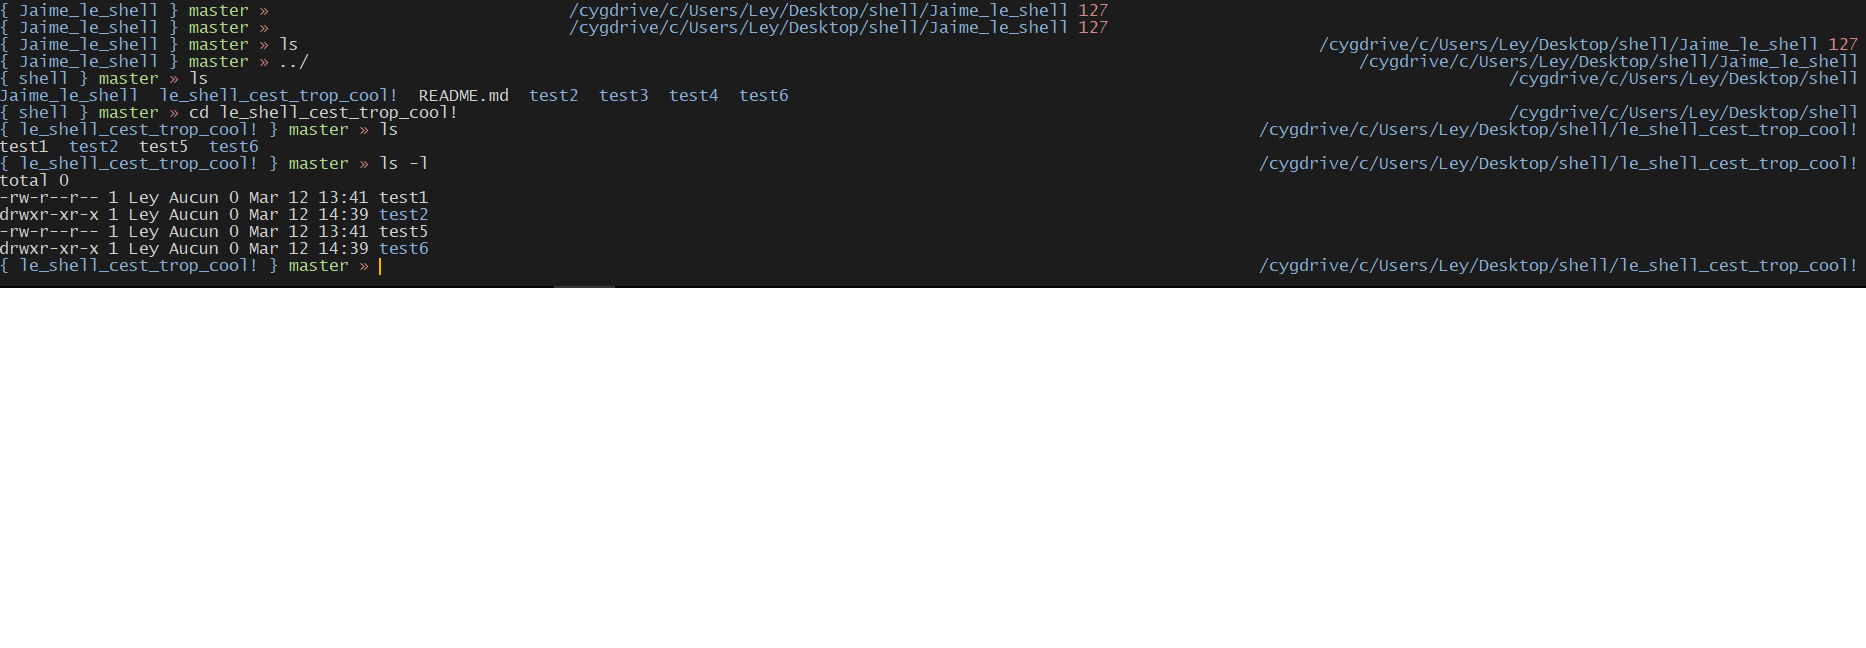 { Jaime_le_shell } master » /cygdrive/c/Users/Ley/Desktop/shell/Jaime_le_shell 127
{ Jaime_le_shell } master » /cygdrive/c/Users/Ley/Desktop/shell/Jaime_le_shell 127
{ Jaime_le_shell } master » ls /cygdrive/c/Users/Ley/Desktop/shell/Jaime_le_shell 127
{ Jaime_le_shell } master » ../ /cygdrive/c/Users/Ley/Desktop/shell/Jaime_le_shell
{ shell } master » ls /cygdrive/c/Users/Ley/Desktop/shell
Jaime_le_shell le_shell_cest_trop_cool! README.md test2 test3 test4 test6
{ shell } master » cd le_shell_cest_trop_cool! /cygdrive/c/Users/Ley/Desktop/shell
{ le_shell_cest_trop_cool! } master » ls /cygdrive/c/Users/Ley/Desktop/shell/le_shell_cest_trop_cool!
test1 test2 test5 test6
{ le_shell_cest_trop_cool! } master » ls -l /cygdrive/c/Users/Ley/Desktop/shell/le_shell_cest_trop_cool!
total 0
-rw-r--r-- 1 Ley Aucun 0 Mar 12 13:41 test1
drwxr-xr-x 1 Ley Aucun 0 Mar 12 14:39 test2
-rw-r--r-- 1 Ley Aucun 0 Mar 12 13:41 test5
drwxr-xr-x 1 Ley Aucun 0 Mar 12 14:39 test6
{ le_shell_cest_trop_cool! } master » /cygdrive/c/Users/Ley/Desktop/shell/le_shell_cest_trop_cool!